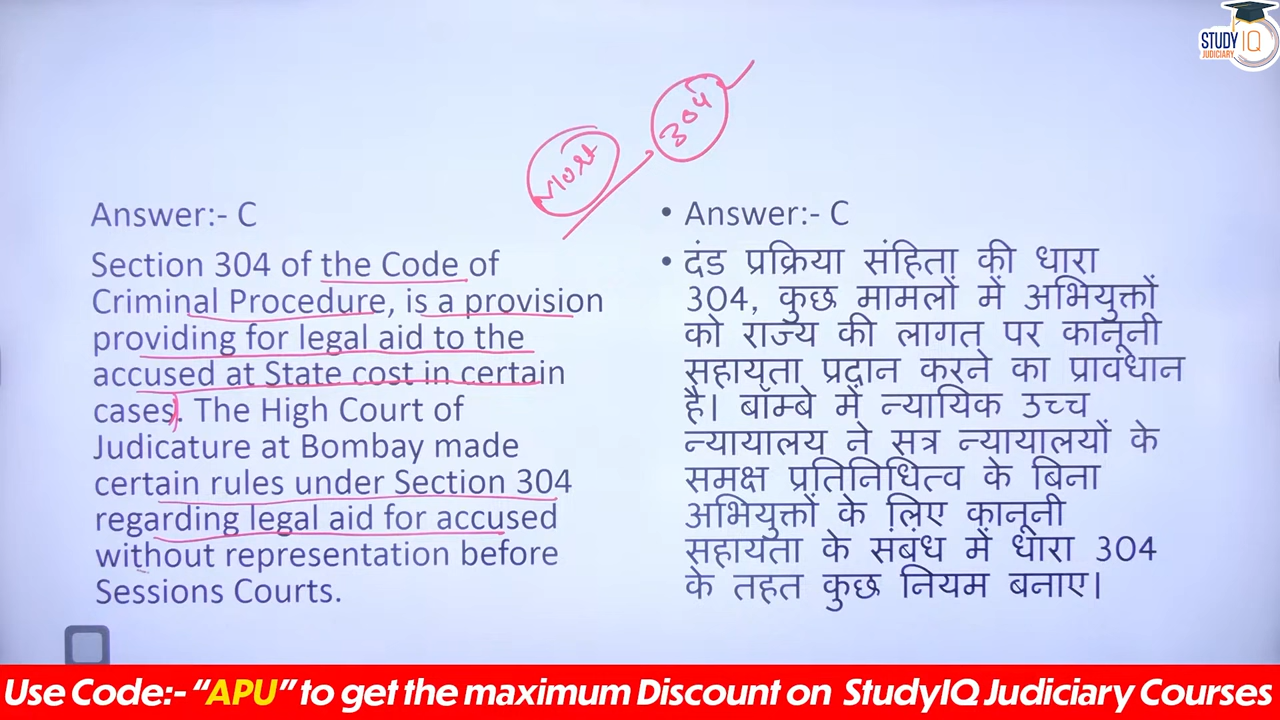 STUDY IQ
JUDICIARY
304
Answer:- C
Section 304 of the Code of
Criminal Procedure, is a provision
providing for legal aid to the
accused at State cost in certain
cases). The High Court of
Judicature at Bombay made
certain rules under Section 304
regarding legal aid for accused
without representation before
Sessions Courts.
• Answer:- C
• दंड प्रक्रिया संहिता की धारा
304, कुछ मामलों में अभियुक्तों
को राज्य की लागत पर कानूनी
सहायता प्रदान करने का प्रावधान
है। बॉम्बे में न्यायिक उच्च
न्यायालय ने सत्र न्यायालयों के
समक्ष प्रतिनिधित्व के बिना
अभियुक्तों के लिए कानूनी
सहायता के संबंध में धारा 304
के तहत कुछ नियम बनाए।
Use Code:- “APU” to get the maximum Discount on StudyIQ Judiciary Courses